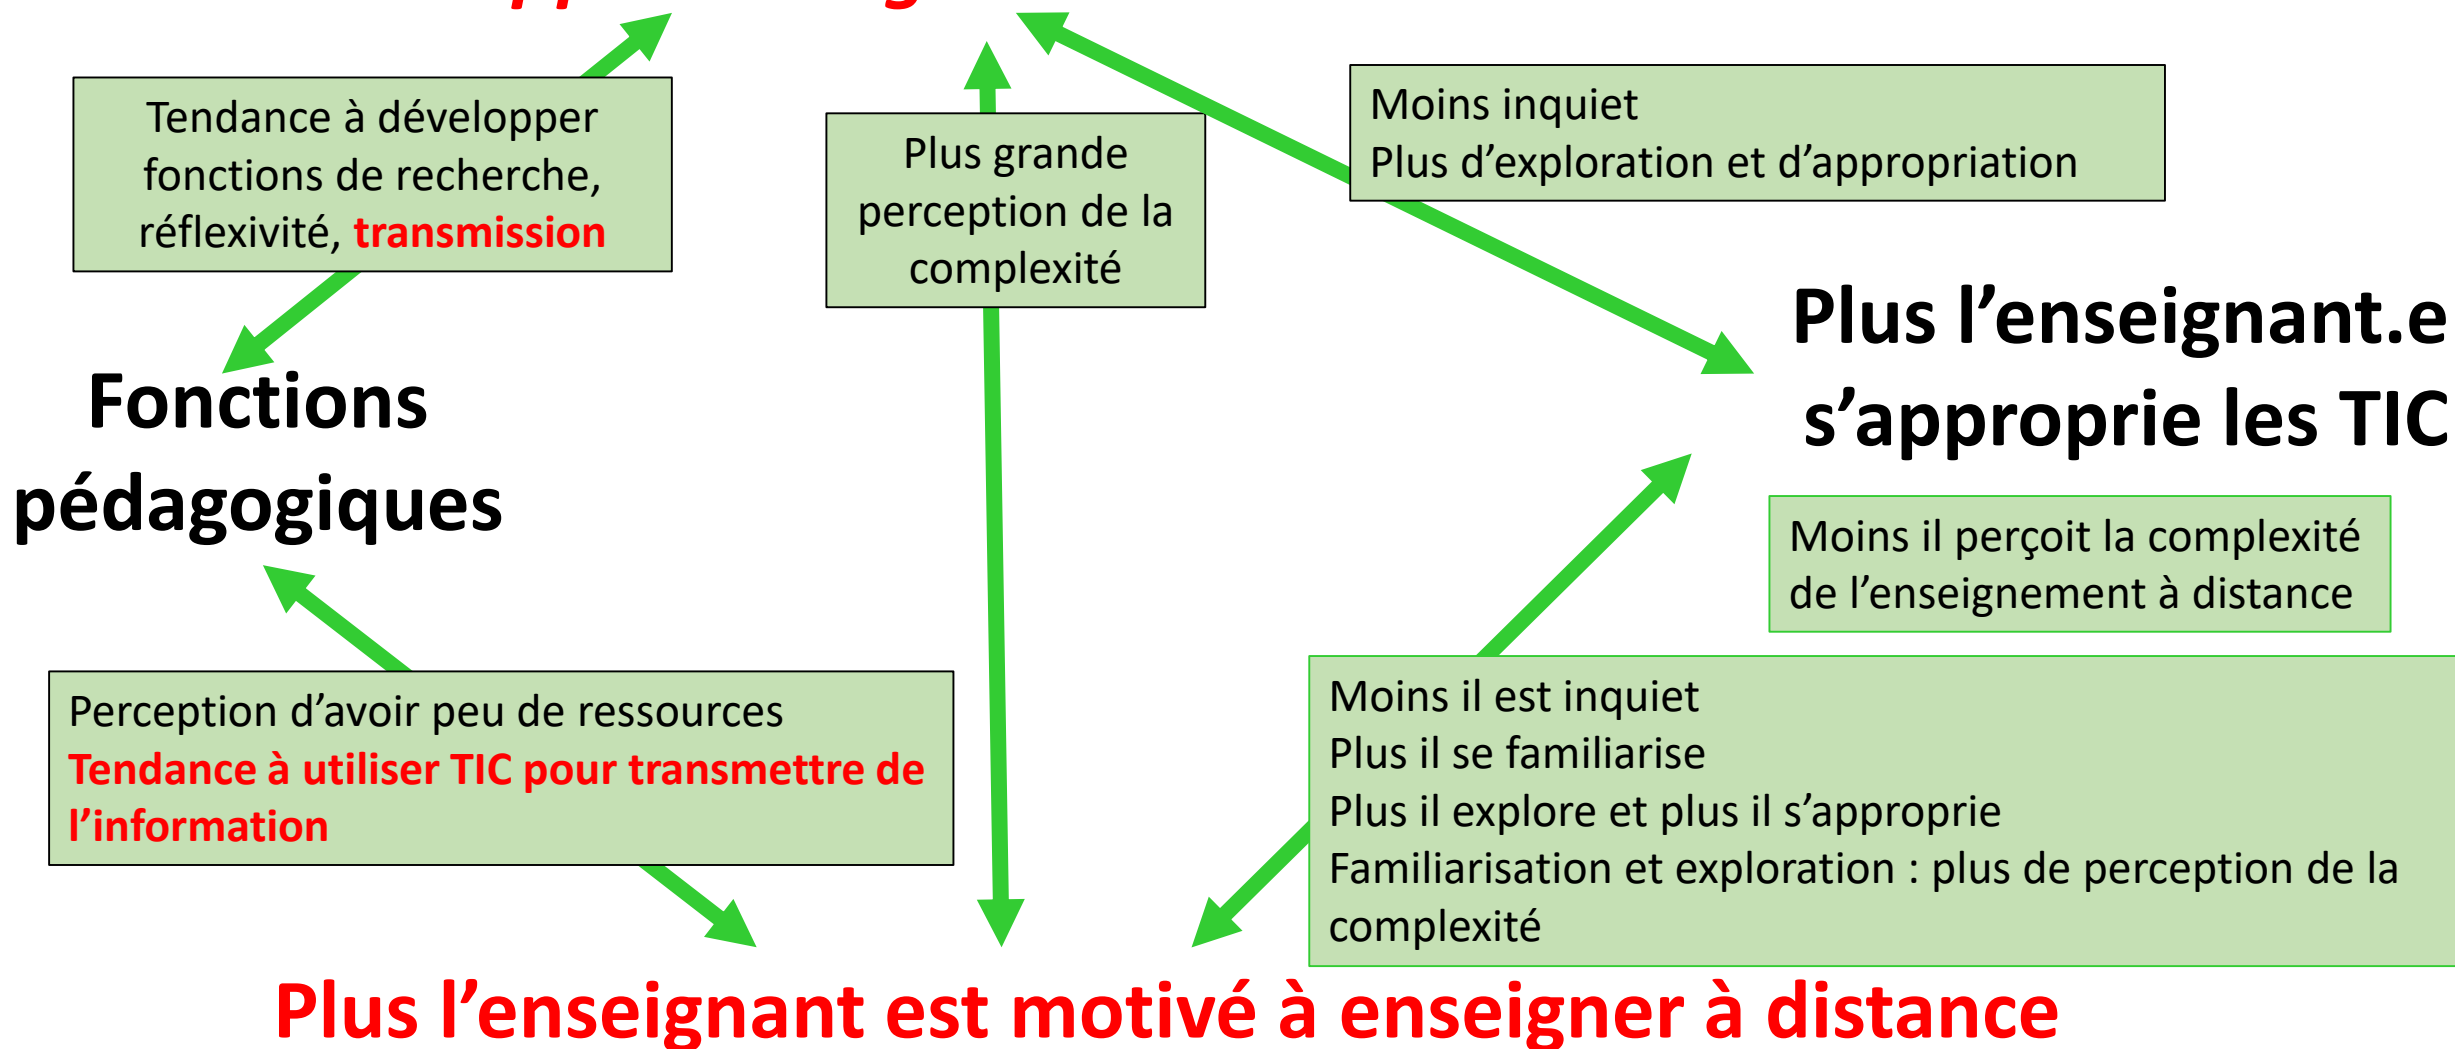 Tendance à développer
fonctions de recherche,
réflexivité, transmission
Plus grande
perception de la
complexité
Moins inquiet
Plus d’exploration et d’appropriation
Plus l’enseignant.e
s’approprie les TIC
Fonctions
pédagogiques
Moins il perçoit la complexité
de l’enseignement à distance
Perception d’avoir peu de ressources
Tendance à utiliser TIC pour transmettre de
l’information
Moins il est inquiet
Plus il se familiarise
Plus il explore et plus il s’approprie
Familiarisation et exploration : plus de perception de la
complexité
Plus l’enseignant est motivé à enseigner à distance